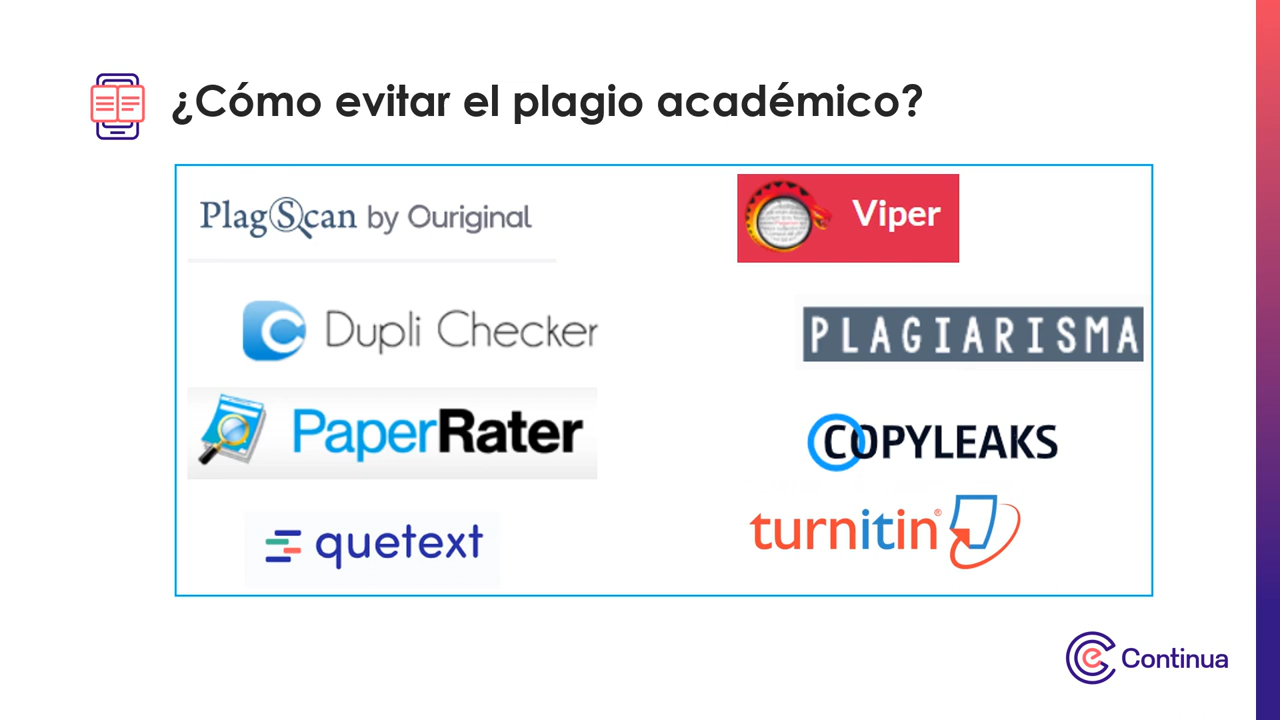 ¿Cómo evitar el plagio académico?
PlagScan by Ouriginal
Viper
Dupli Checker
PLAGIARISMA
PaperRater
COPYLEAKS
quetext
turnitin®
e Continua